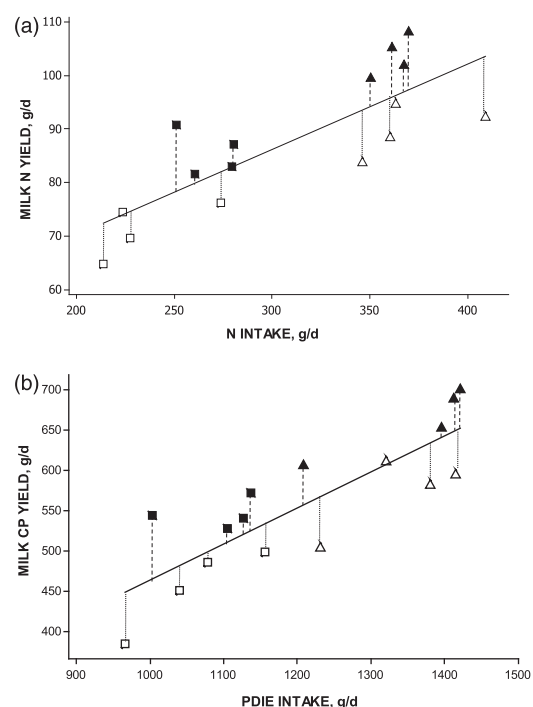 (a)
110
100
90
80
70
60
MILK N YIELD, g/d
200 250 300 350 400
N INTAKE, g/d
(b)
700
650
600
550
500
450
400
MILK CP YIELD, g/d
900 1000 1100 1200 1300 1400 1500
PDIE INTAKE, g/d